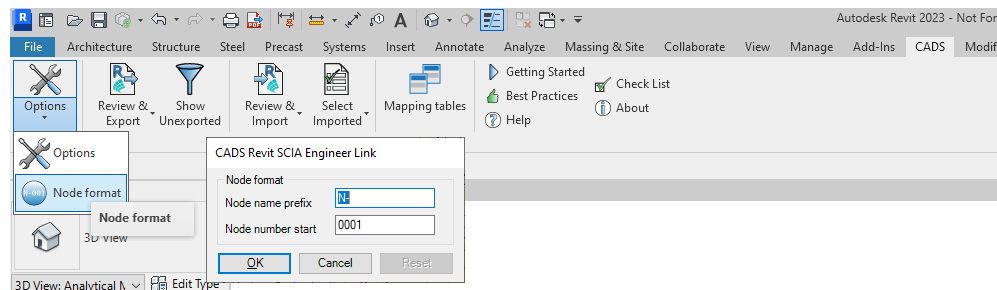 Autodesk Revit 2023 - Not For
File Architecture Structure Steel Precast Systems Insert Annotate Analyze Massing & Site Collaborate View Manage Add-Ins CADS Modif
Options
Review & Export
Show Unexported
Review & Import
Select Imported
Mapping tables
Getting Started
Best Practices
Help
Check List
About
Options
Node format
Node format
3D View
3D View: Analytical M
Edit Type
CADS Revit SCIA Engineer Link
Node format
Node name prefix N-
Node number start 0001
OK Cancel Reset